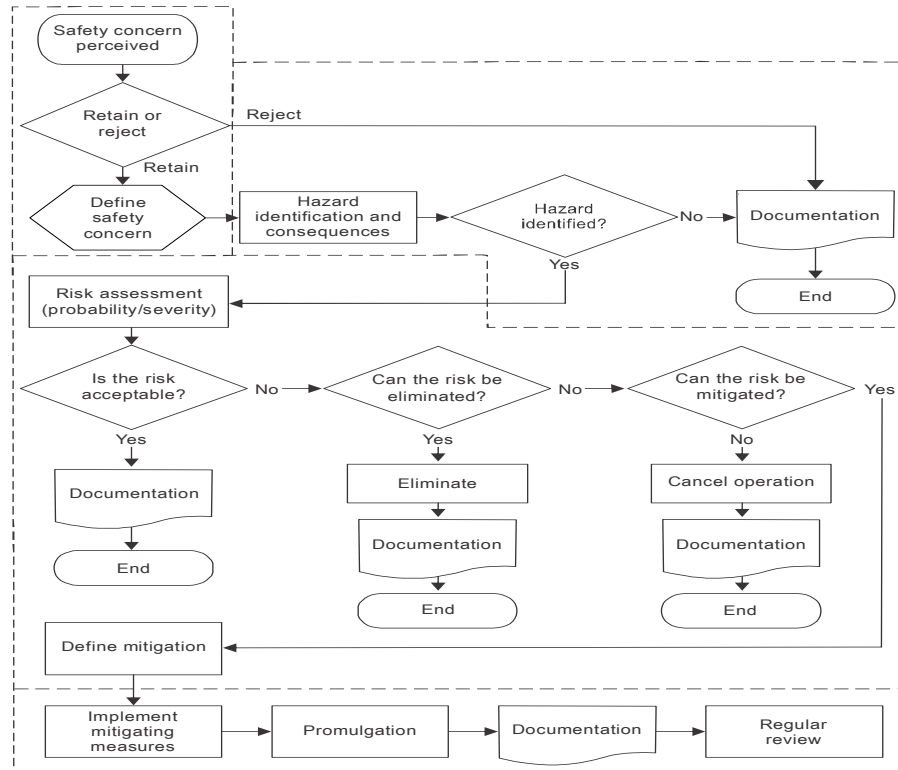 Safety concern
perceived
Retain or
reject
Reject
Retain
Define
safety
concern
Hazard
identification and
consequences
Hazard
identified?
No
Documentation
Yes
End
Risk assessment
(probability/severity)
Is the risk
acceptable?
No
Can the risk be
eliminated?
No
Can the risk be
mitigated?
Yes
Yes
Yes
No
Documentation
Eliminate
Cancel operation
Documentation
Documentation
End
End
End
Define mitigation
Implement
mitigating
measures
Promulgation
Documentation
Regular
review